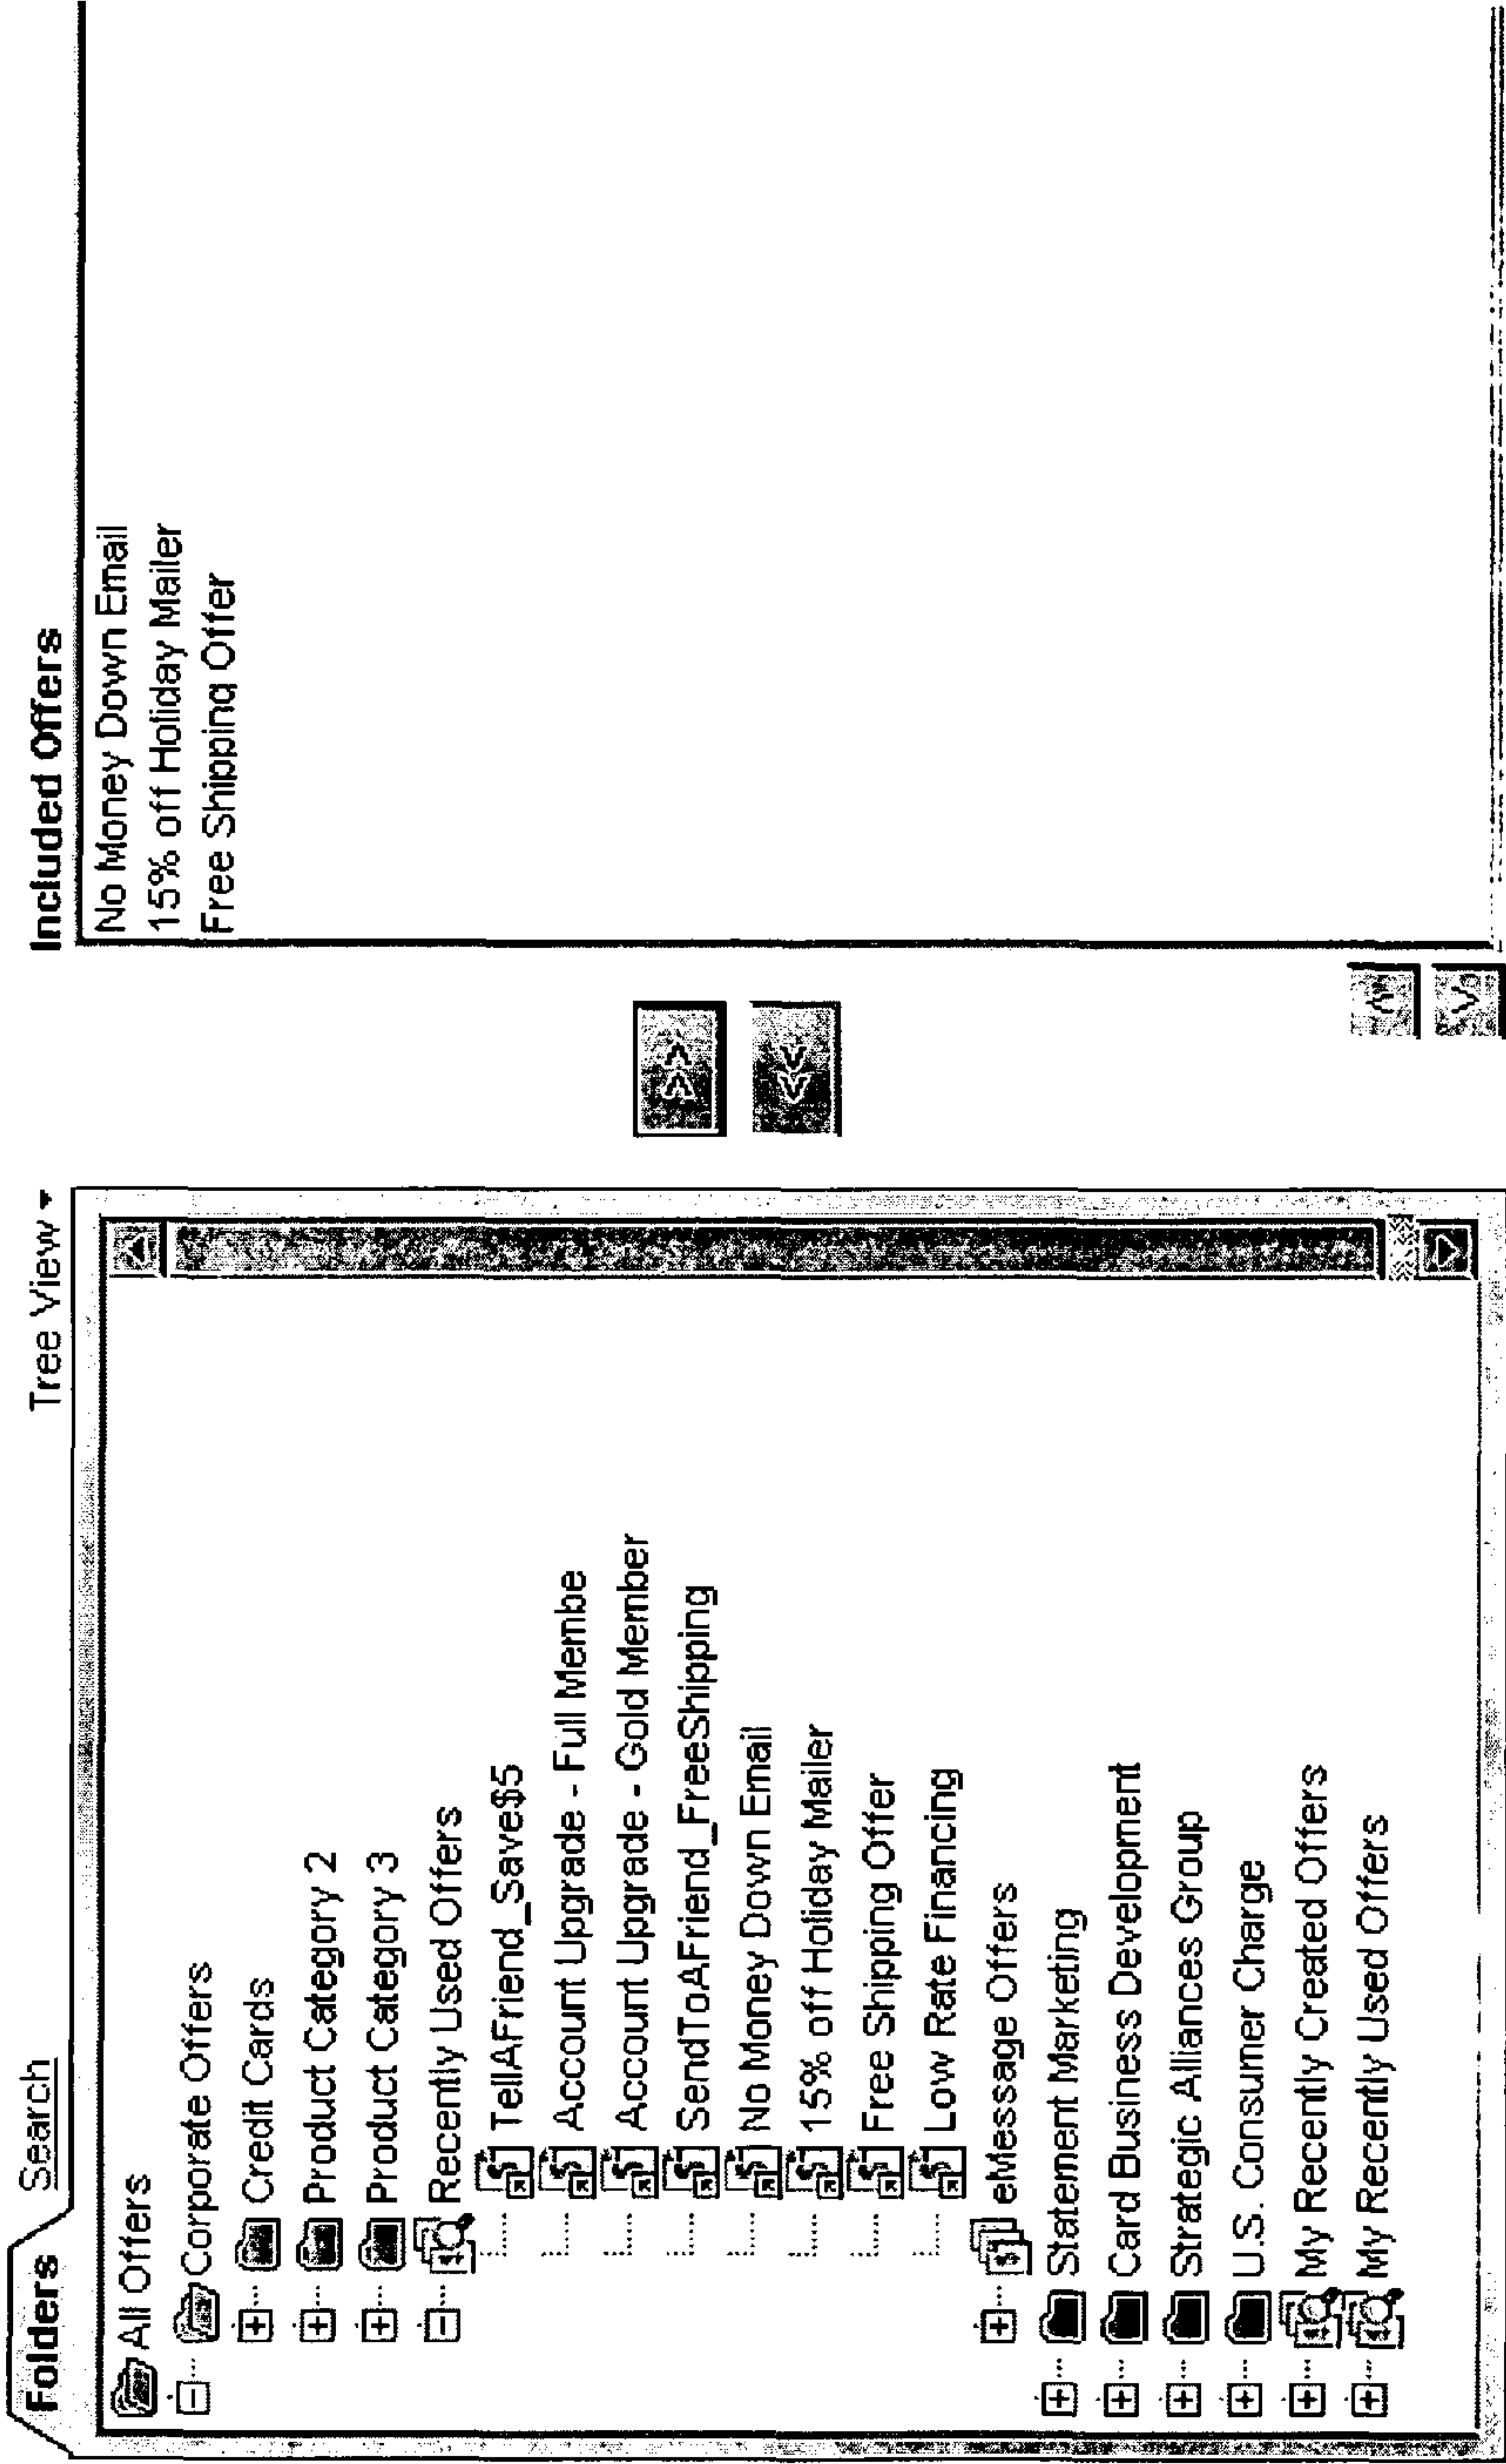 Folders Search Tree View
All Offers
Corporate Offers
Credit Cards
Product Category 2
Product Category 3
Recently Used Offers
TellAFriend_Save$5
Account Upgrade - Full Membe
Account Upgrade - Gold Member
SendToAFriend_FreeShipping
No Money Down Email
15% off Holiday Mailer
Free Shipping Offer
Low Rate Financing
eMessage Offers
Statement Marketing
Card Business Development
Strategic Alliances Group
U.S. Consumer Charge
My Recently Created Offers
My Recently Used Offers
>>
<<
Included Offers
No Money Down Email
15% off Holiday Mailer
Free Shipping Offer